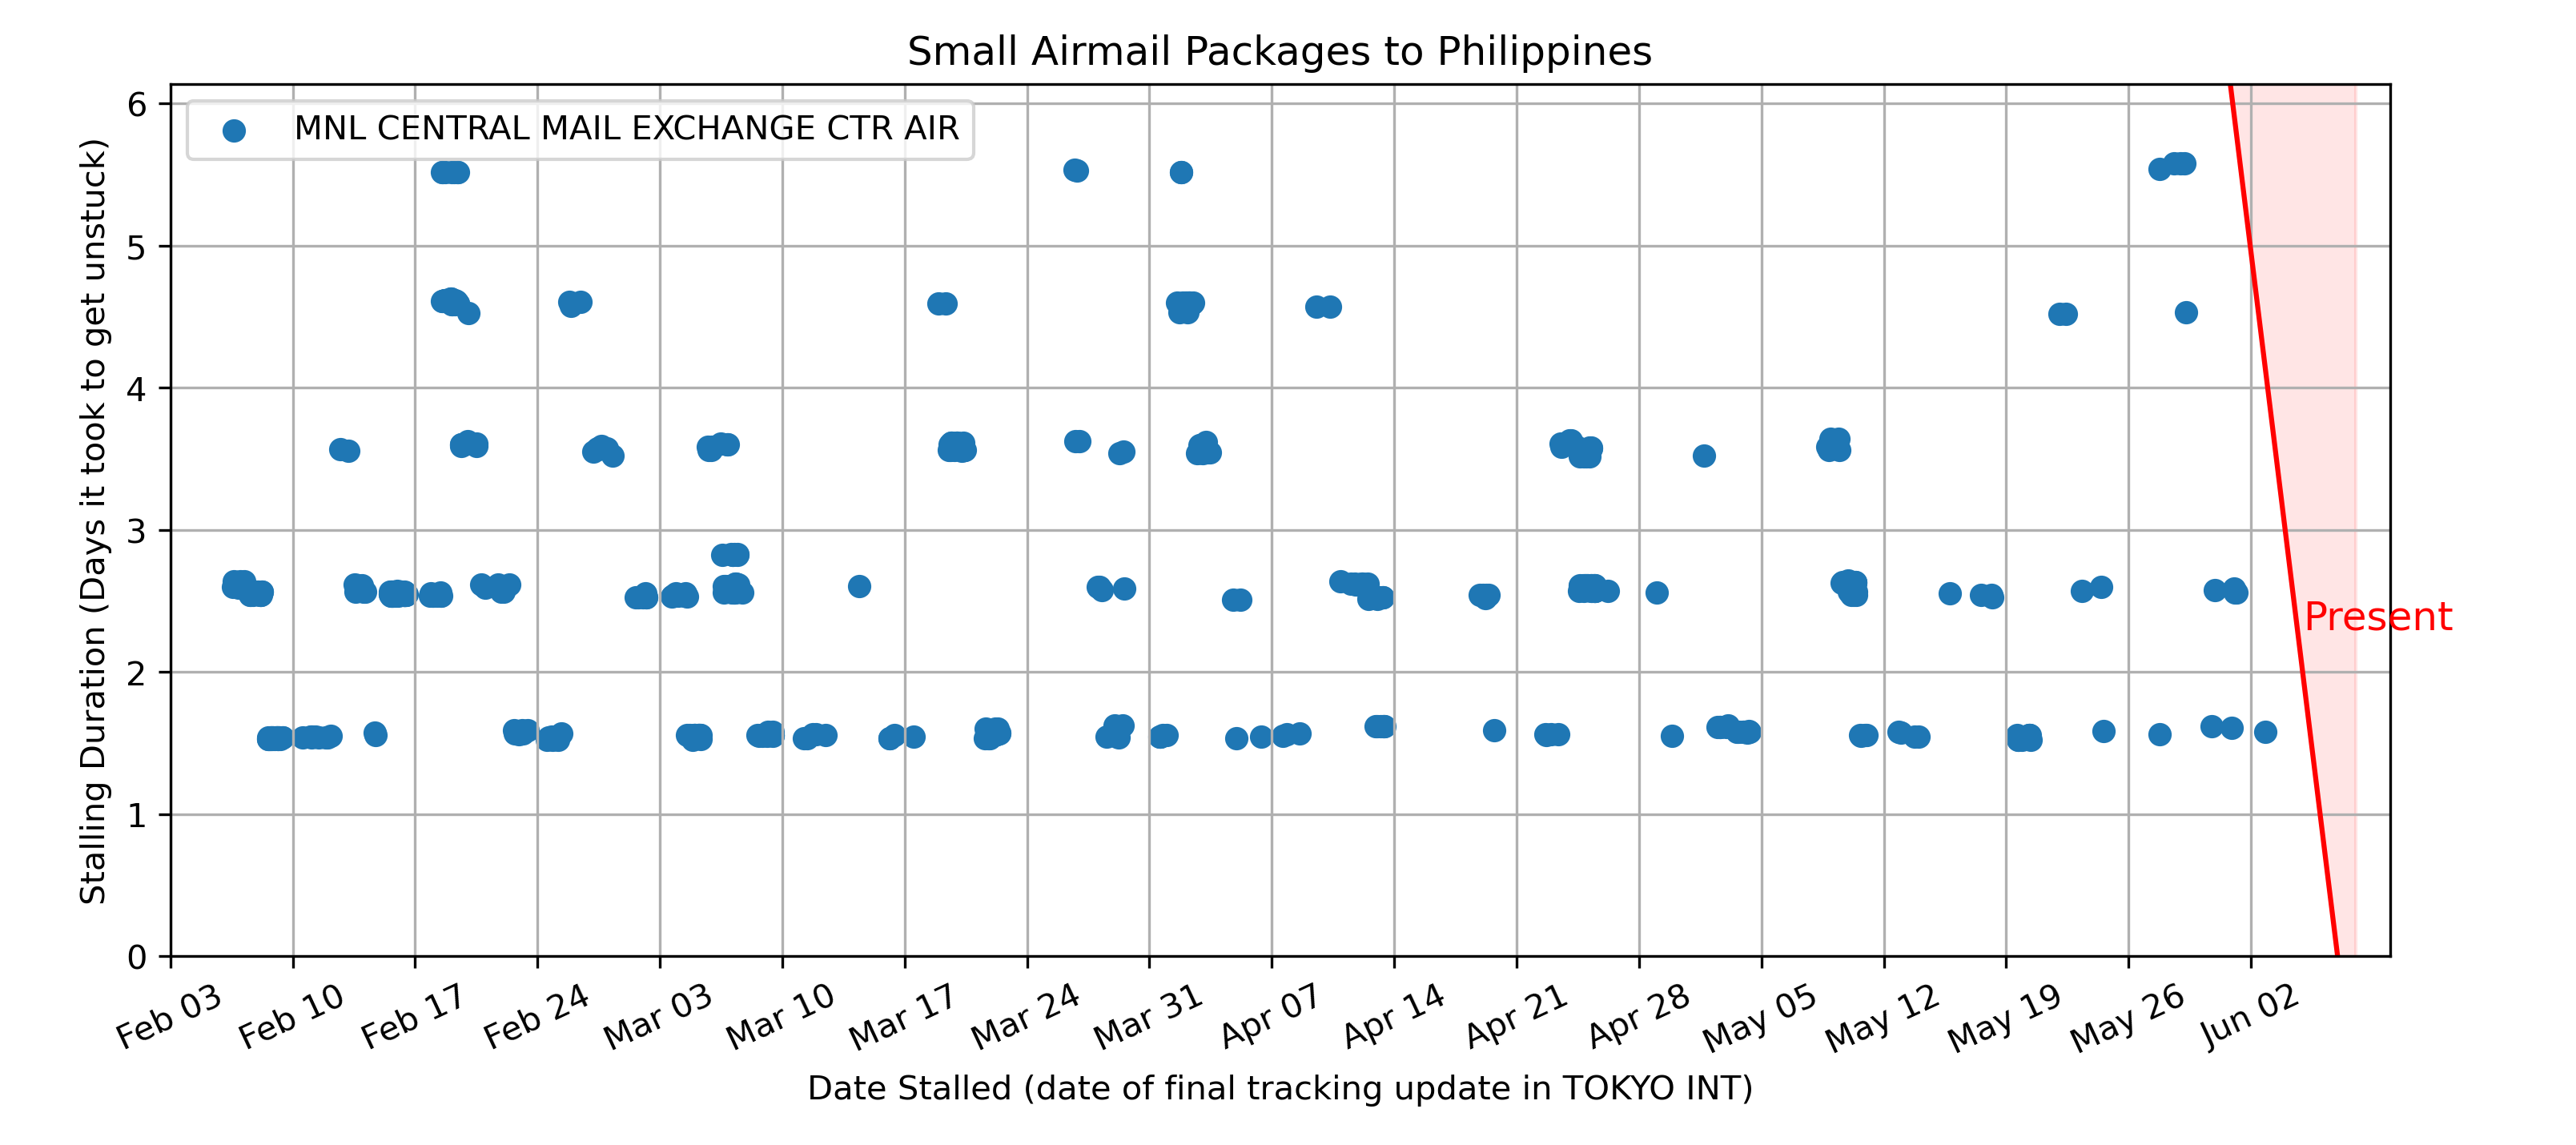 Small Airmail Packages to Philippines
MNL CENTRAL MAIL EXCHANGE CTR AIR
Stalling Duration (Days it took to get unstuck)
6
5
4
3
2
1
0
Present
Feb 03
Feb 10
Feb 17
Feb 24
Mar 03
Mar 10
Mar 17
Mar 24
Mar 31
Apr 07
Apr 14
Apr 21
Apr 28
May 05
May 12
May 19
May 26
Jun 02
Date Stalled (date of final tracking update in TOKYO INT)